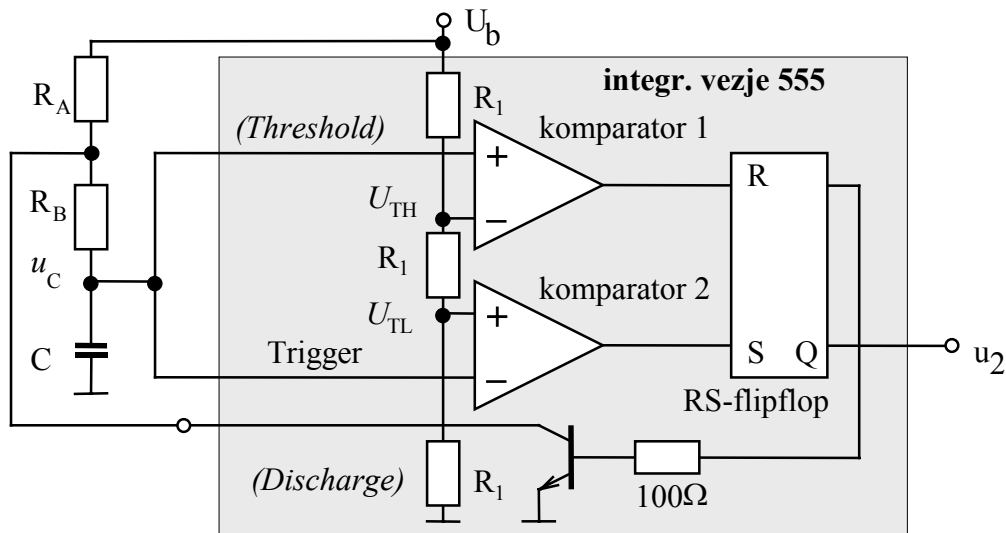 U_b
integr. vezje 555
R_A
R_1
(Threshold)
komparator 1
+
R
R_B
U_TH
−
u_C
R_1
komparator 2
U_TL
+
C
Trigger
−
S Q
u_2
RS-flipflop
(Discharge)
R_1
100Ω